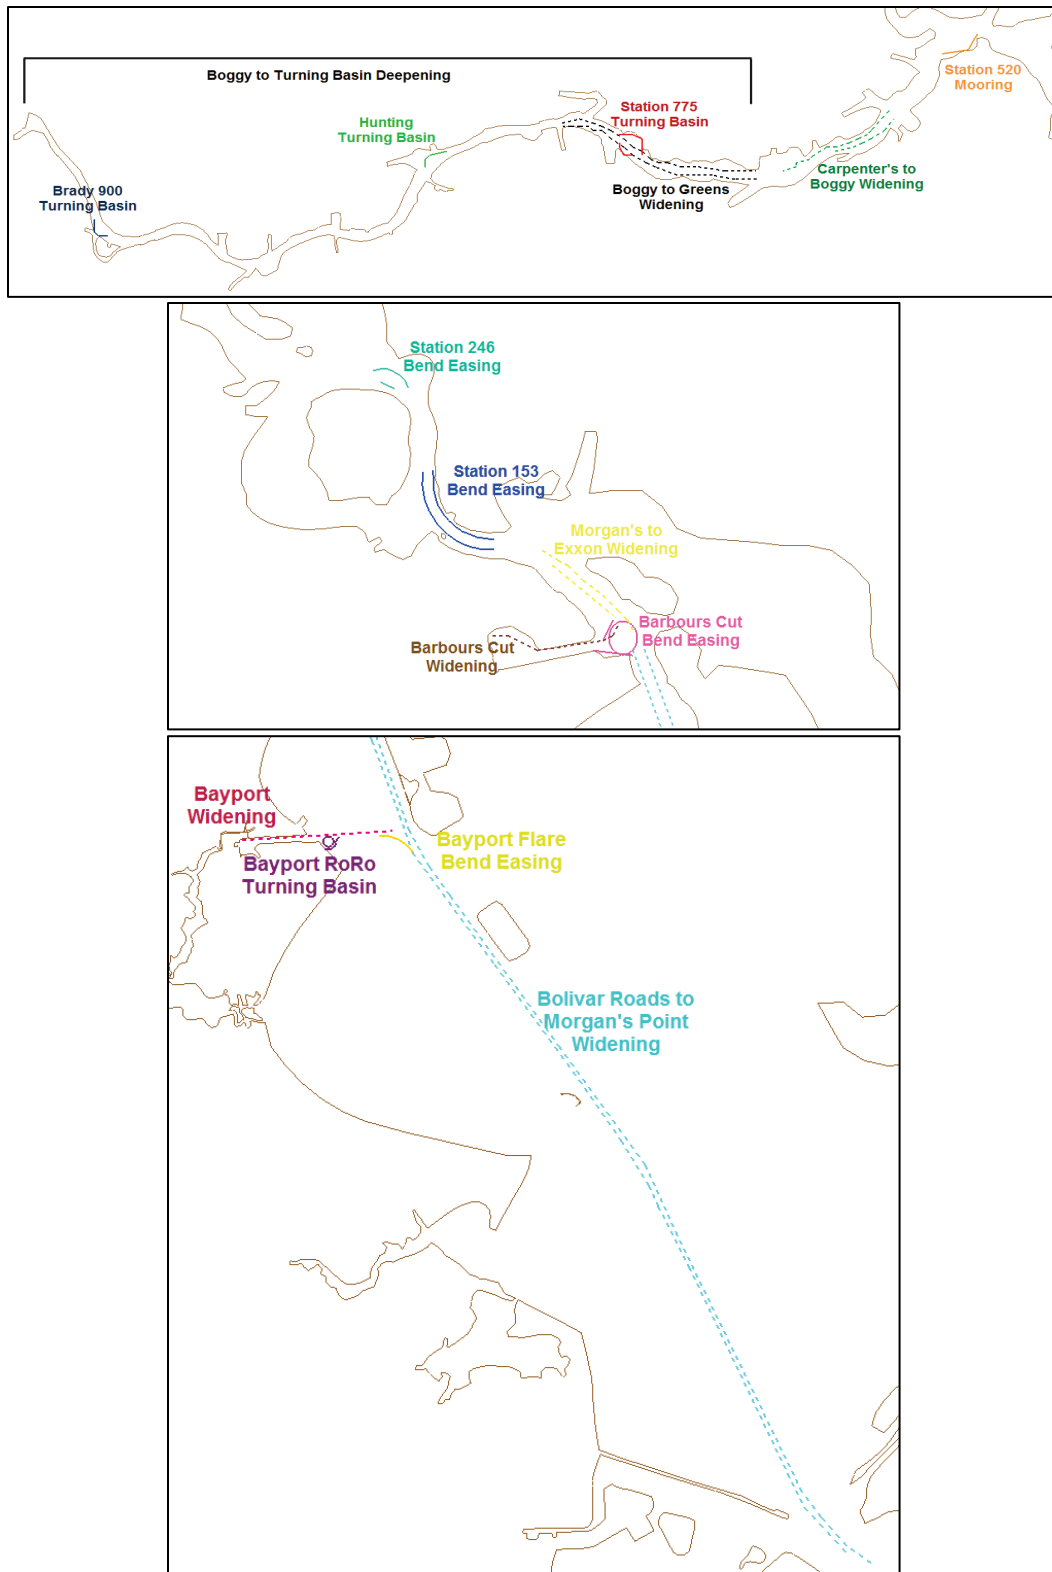 Boggy to Turning Basin Deepening
Station 520
Mooring
Station 775
Turning Basin
Hunting
Turning Basin
Carpenter's to
Boggy Widening
Brady 900
Turning Basin
Boggy to Greens
Widening
Station 246
Bend Easing
Station 153
Bend Easing
Morgan's to
Exxon Widening
Barbours Cut
Bend Easing
Barbours Cut
Widening
Bayport
Widening
Bayport Flare
Bend Easing
Bayport RoRo
Turning Basin
Bolivar Roads to
Morgan's Point
Widening